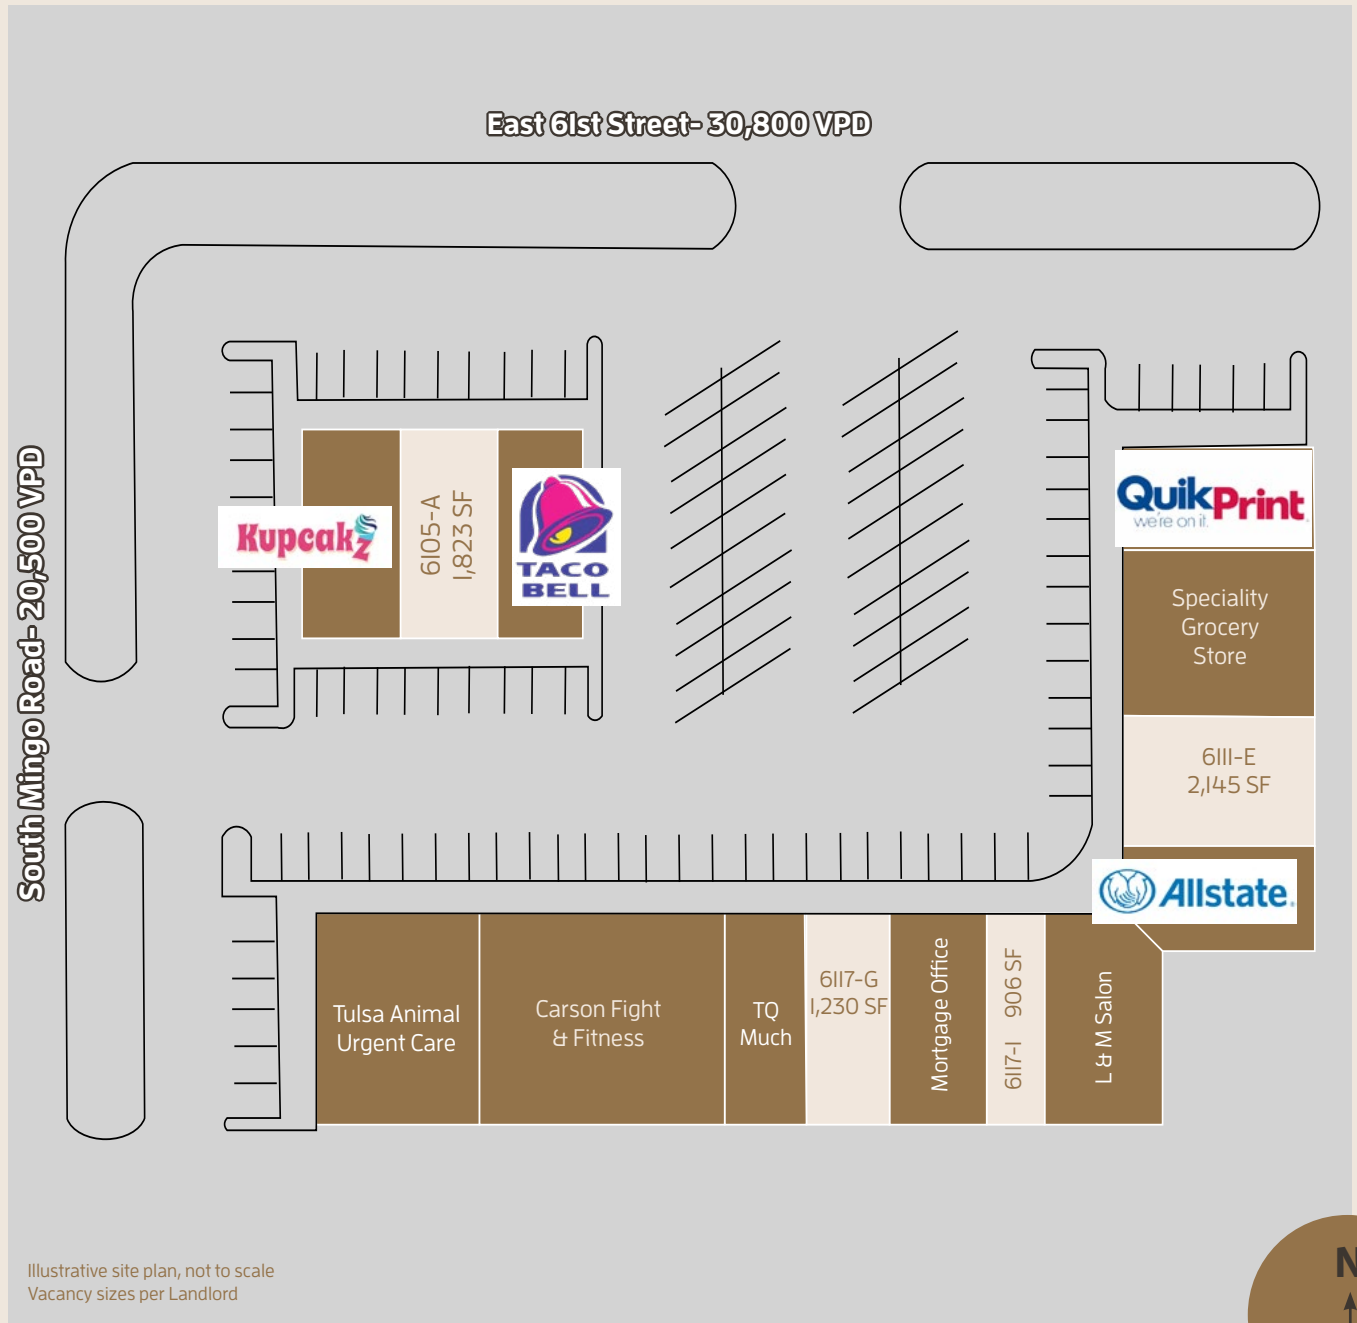 East 61st Street- 30,800 VPD
South Mingo Road- 20,500 VPD
Kupcakz
6105-A
1,823 SF
TACO
BELL
QuikPrint
we're on it.
Speciality
Grocery
Store
6111-E
2,145 SF
Allstate.
Tulsa Animal
Urgent Care
Carson Fight
& Fitness
TQ
Much
6117-G
1,230 SF
Mortgage Office
6117-I 906 SF
L & M Salon
Illustrative site plan, not to scale
Vacancy sizes per Landlord
N